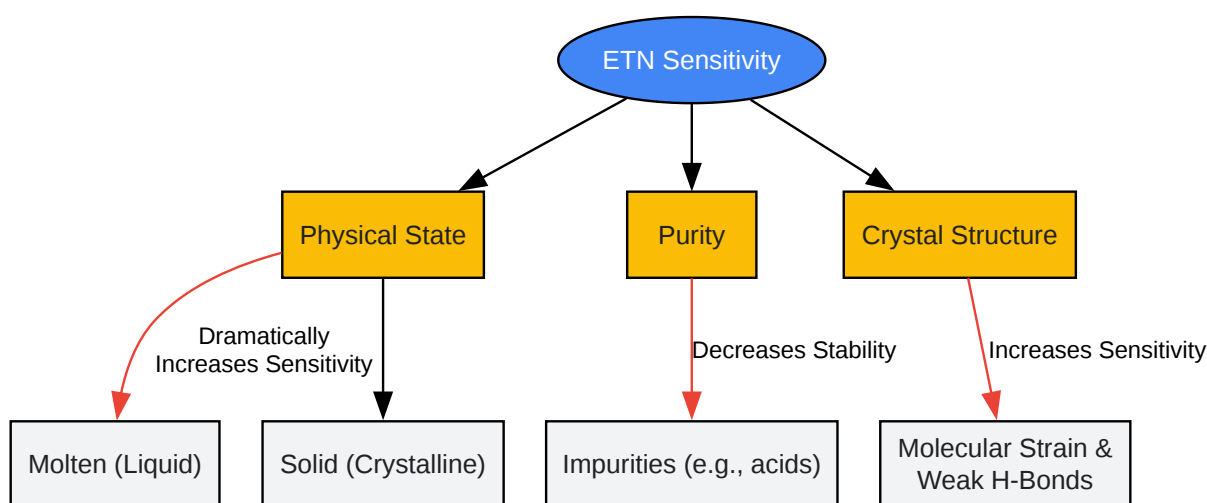 ETN Sensitivity
Physical State
Purity
Crystal Structure
Dramatically
Increases Sensitivity
Decreases Stability
Increases Sensitivity
Molten (Liquid)
Solid (Crystalline)
Impurities (e.g., acids)
Molecular Strain &
Weak H-Bonds